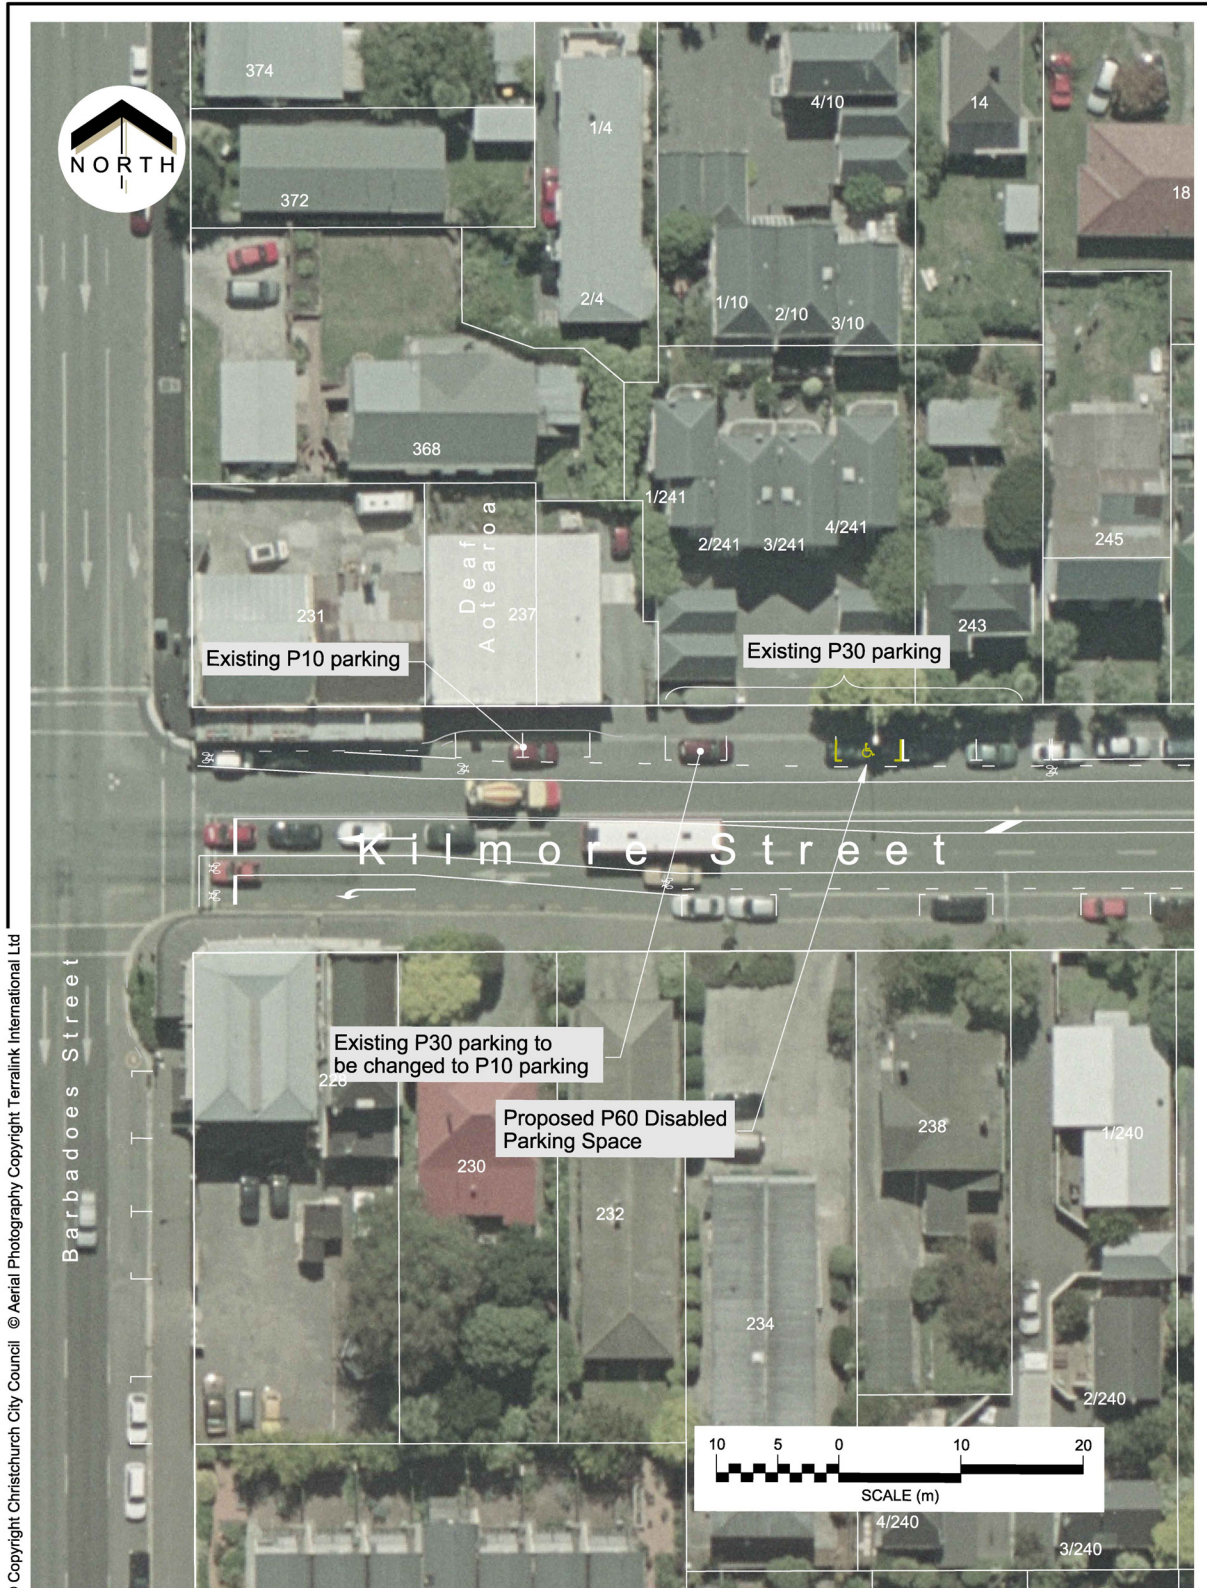 374
4/10
14
1/4
NORTH
372
18
2/4
1/10
2/10
3/10
368
1/241
2/241
3/241
4/241
245
Deaf
Aotearoa
231
237
243
Existing P10 parking
Existing P30 parking
Kilmore Street
Barbadoes Street
Existing P30 parking to
be changed to P10 parking
226
Proposed P60 Disabled
Parking Space
230
238
1/240
232
234
2/240
10 5 0 10 20
SCALE (m)
4/240
3/240
Copyright Christchurch City Council © Aerial Photography Copyright Terralink International Ltd